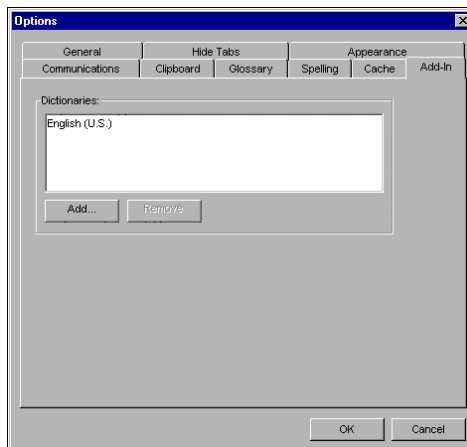 Options
General Hide Tabs Appearance
Communications Clipboard Glossary Spelling Cache Add-In
Dictionaries:
English (U.S.)
Add... Remove
OK Cancel